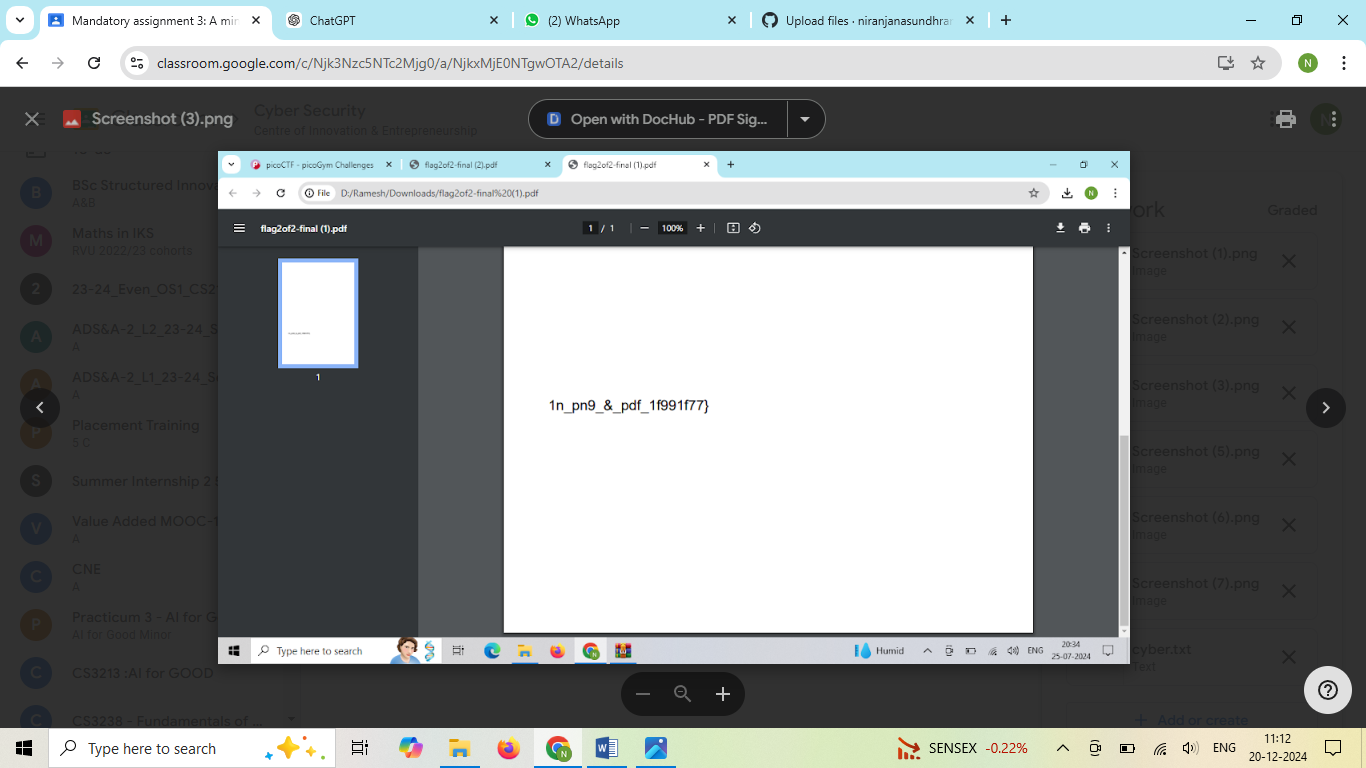 Mandatory assignment 3: A min
ChatGPT
(2) WhatsApp
Upload files · niranjanasundhrar
classroom.google.com/c/Njk3Nzc5NTc2Mjg0/a/NjkxMjE0NTgwOTA2/details
N
Screenshot (3).png
Cyber Security
Centre of Innovation & Entrepreneurship
Open with DocHub - PDF Sig...
picoCTF - picoGym Challenges
flag2of2-final (2).pdf
flag2of2-final (1).pdf
File
D:/Ramesh/Downloads/flag2of2-final%20(1).pdf
N
flag2of2-final (1).pdf
1 / 1
100%
1
1n_pn9_&_pdf_1f991f77}
Type here to search
Humid
ENG
20:34
25-07-2024
B
BSc Structured Innova
A&B
M
Maths in IKS
RVU 2022/23 cohorts
2
23-24_Even_OS1_CS2
A
ADS&A-2_L2_23-24_S
A
A
ADS&A-2_L1_23-24_S
A
P
Placement Training
S C
S
Summer Internship 2
V
Value Added MOOC-1
A
C
CNE
A
P
Practicum 3 - AI for G
AI for Good Minor
C
CS3213 :AI for GOOD
C
CS3238 - Fundamentals of ...
ork
Graded
Screenshot (1).png
Image
Screenshot (2).png
Image
Screenshot (3).png
Image
Screenshot (5).png
Image
Screenshot (6).png
Image
Screenshot (7).png
Image
cyber.txt
Text
Add or create
Type here to search
SENSEX -0.22%
ENG
11:12
20-12-2024